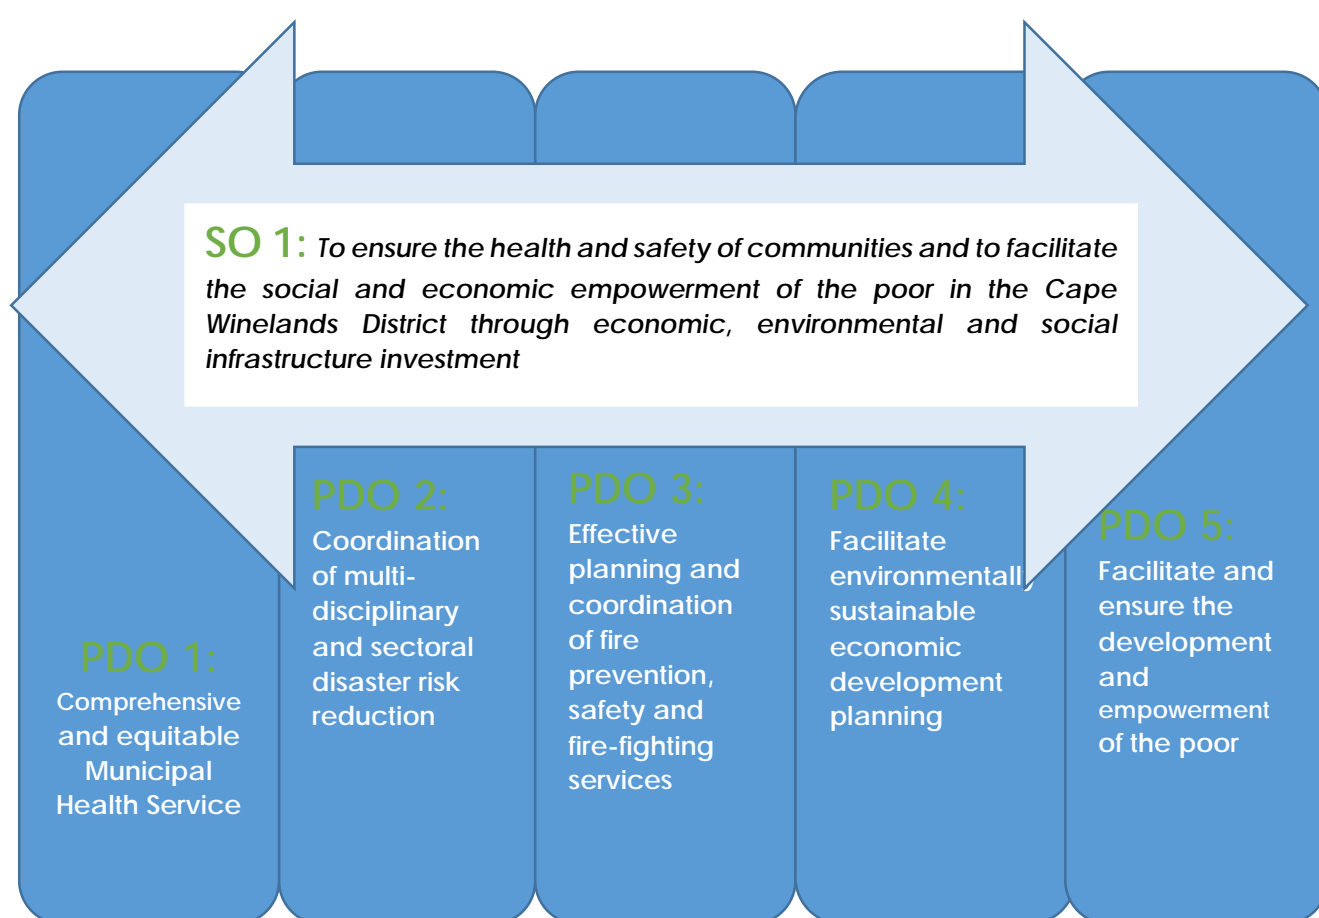 SO 1: To ensure the health and safety of communities and to facilitate
the social and economic empowerment of the poor in the Cape
Winelands District through economic, environmental and social
infrastructure investment
PDO 1:
Comprehensive
and equitable
Municipal
Health Service
PDO 2:
Coordination
of multi-
disciplinary
and sectoral
disaster risk
reduction
PDO 3:
Effective
planning and
coordination
of fire
prevention,
safety and
fire-fighting
services
PDO 4:
Facilitate
environmentally
sustainable
economic
development
planning
PDO 5:
Facilitate and
ensure the
development
and
empowerment
of the poor